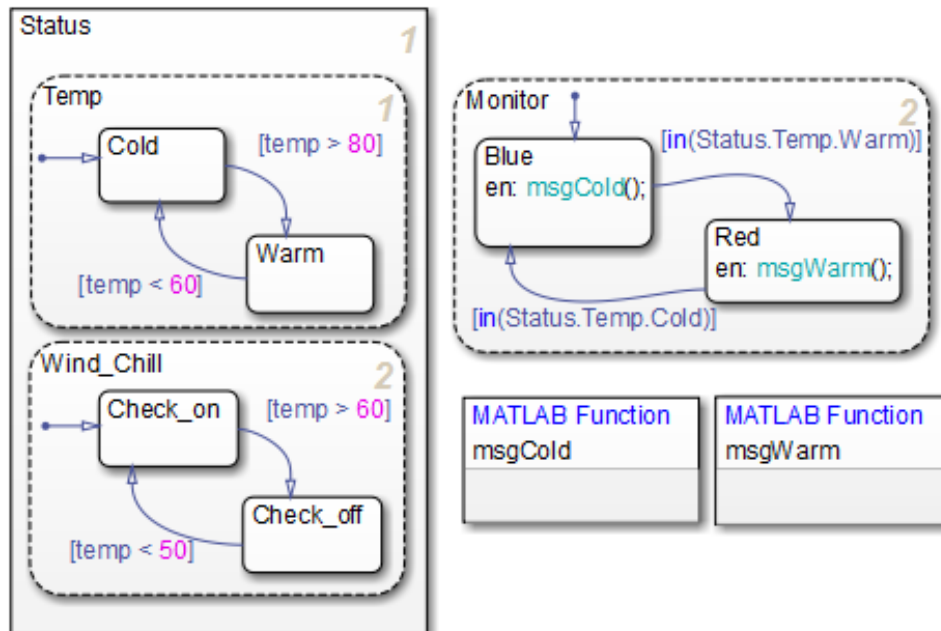 Status
1
Temp
1
Cold
[temp > 80]
Warm
[temp < 60]
Wind_Chill
2
Check_on
[temp > 60]
Check_off
[temp < 50]
Monitor
2
[in(Status.Temp.Warm)]
Blue
en: msgCold();
Red
en: msgWarm();
[in(Status.Temp.Cold)]
MATLAB Function
msgCold
MATLAB Function
msgWarm